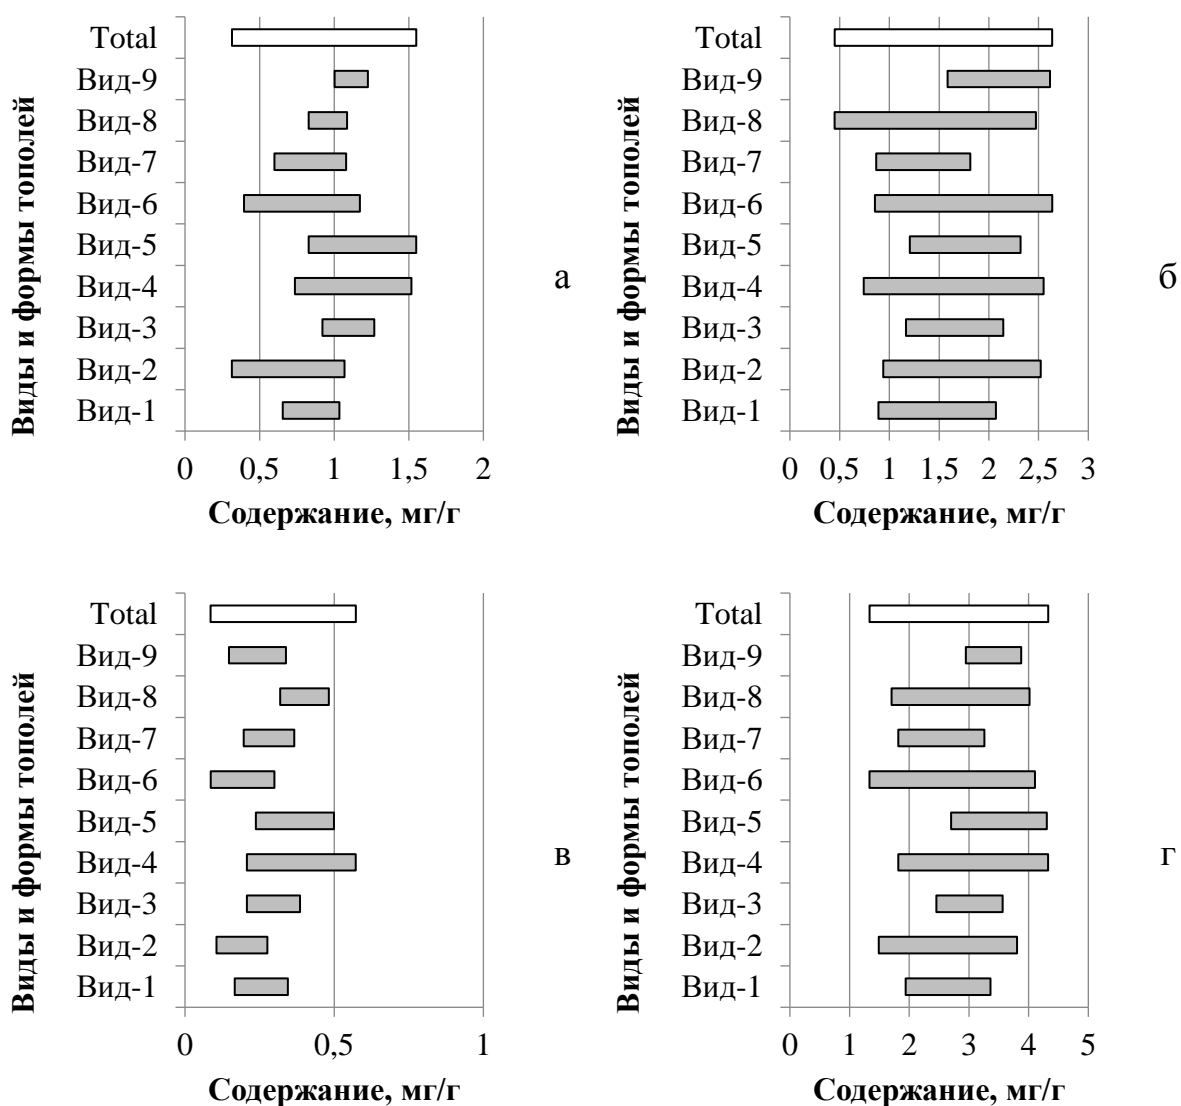 Виды и формы тополей
Total
Вид-9
Вид-8
Вид-7
Вид-6
Вид-5
Вид-4
Вид-3
Вид-2
Вид-1
0 0,5 1 1,5 2
Содержание, мг/г
а
Виды и формы тополей
Total
Вид-9
Вид-8
Вид-7
Вид-6
Вид-5
Вид-4
Вид-3
Вид-2
Вид-1
0 0,5 1 1,5 2 2,5 3
Содержание, мг/г
б
Виды и формы тополей
Total
Вид-9
Вид-8
Вид-7
Вид-6
Вид-5
Вид-4
Вид-3
Вид-2
Вид-1
0 0,5 1
Содержание, мг/г
в
Виды и формы тополей
Total
Вид-9
Вид-8
Вид-7
Вид-6
Вид-5
Вид-4
Вид-3
Вид-2
Вид-1
0 1 2 3 4 5
Содержание, мг/г
г